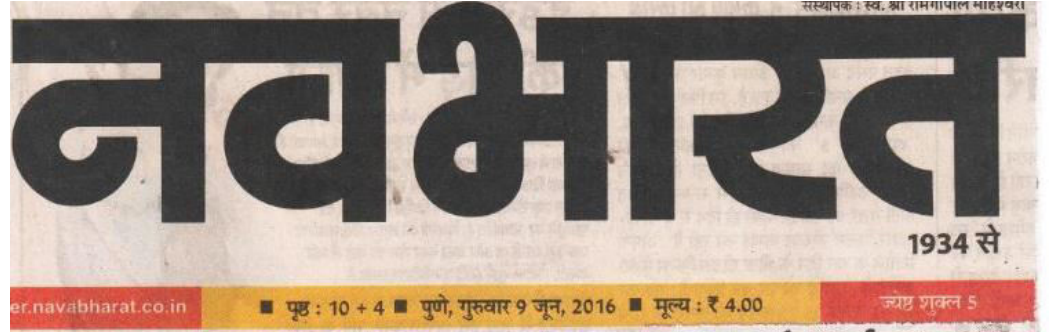 संस्थापक : स्व. श्री रामगोपाल माहेश्वरी
नवभारत
1934 से
er.navabharat.co.in ■ पृष्ठ : 10 + 4 ■ पुणे, गुरुवार 9 जून, 2016 ■ मूल्य : ₹ 4.00 ज्येष्ठ शुक्ल 5